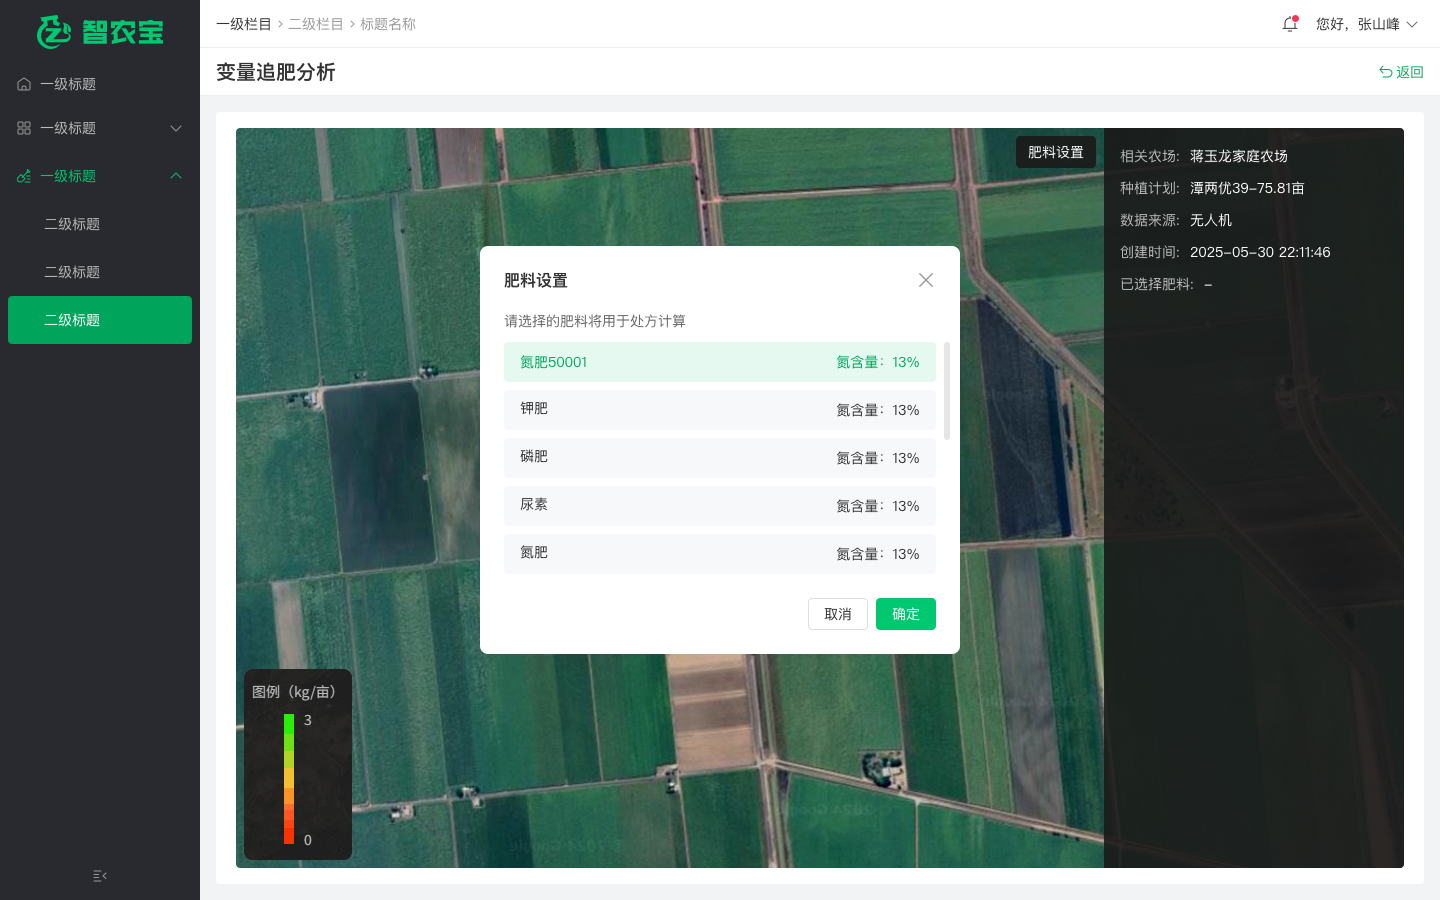 智农宝
一级标题
一级标题
一级标题
二级标题
二级标题
二级标题
一级栏目 > 二级栏目 > 标题名称
您好，张山峰
变量追肥分析
返回
肥料设置
相关农场: 蒋玉龙家庭农场
种植计划: 潭两优39-75.81亩
数据来源: 无人机
创建时间: 2025-05-30 22:11:46
已选择肥料: -
肥料设置
请选择的肥料将用于处方计算
氮肥50001 氮含量：13%
钾肥 氮含量：13%
磷肥 氮含量：13%
尿素 氮含量：13%
氮肥 氮含量：13%
取消 确定
图例（kg/亩）
3
0